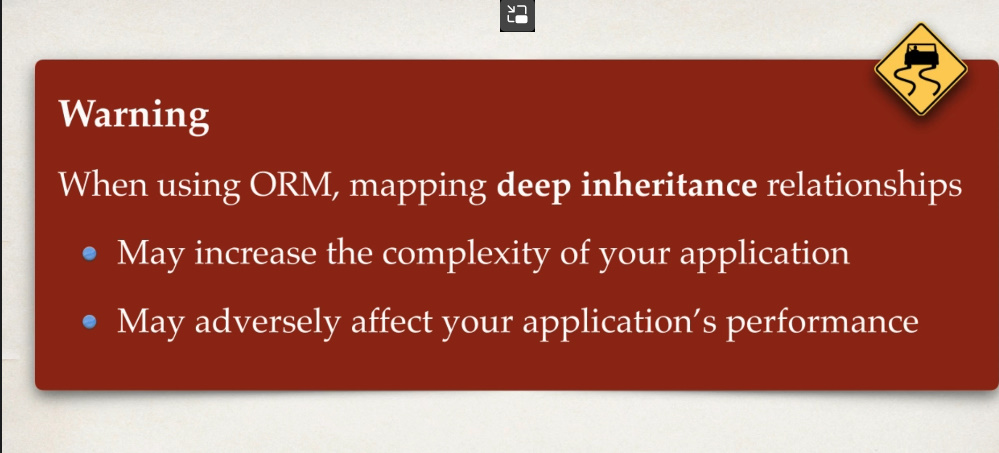 Warning
When using ORM, mapping deep inheritance relationships
May increase the complexity of your application
May adversely affect your application’s performance